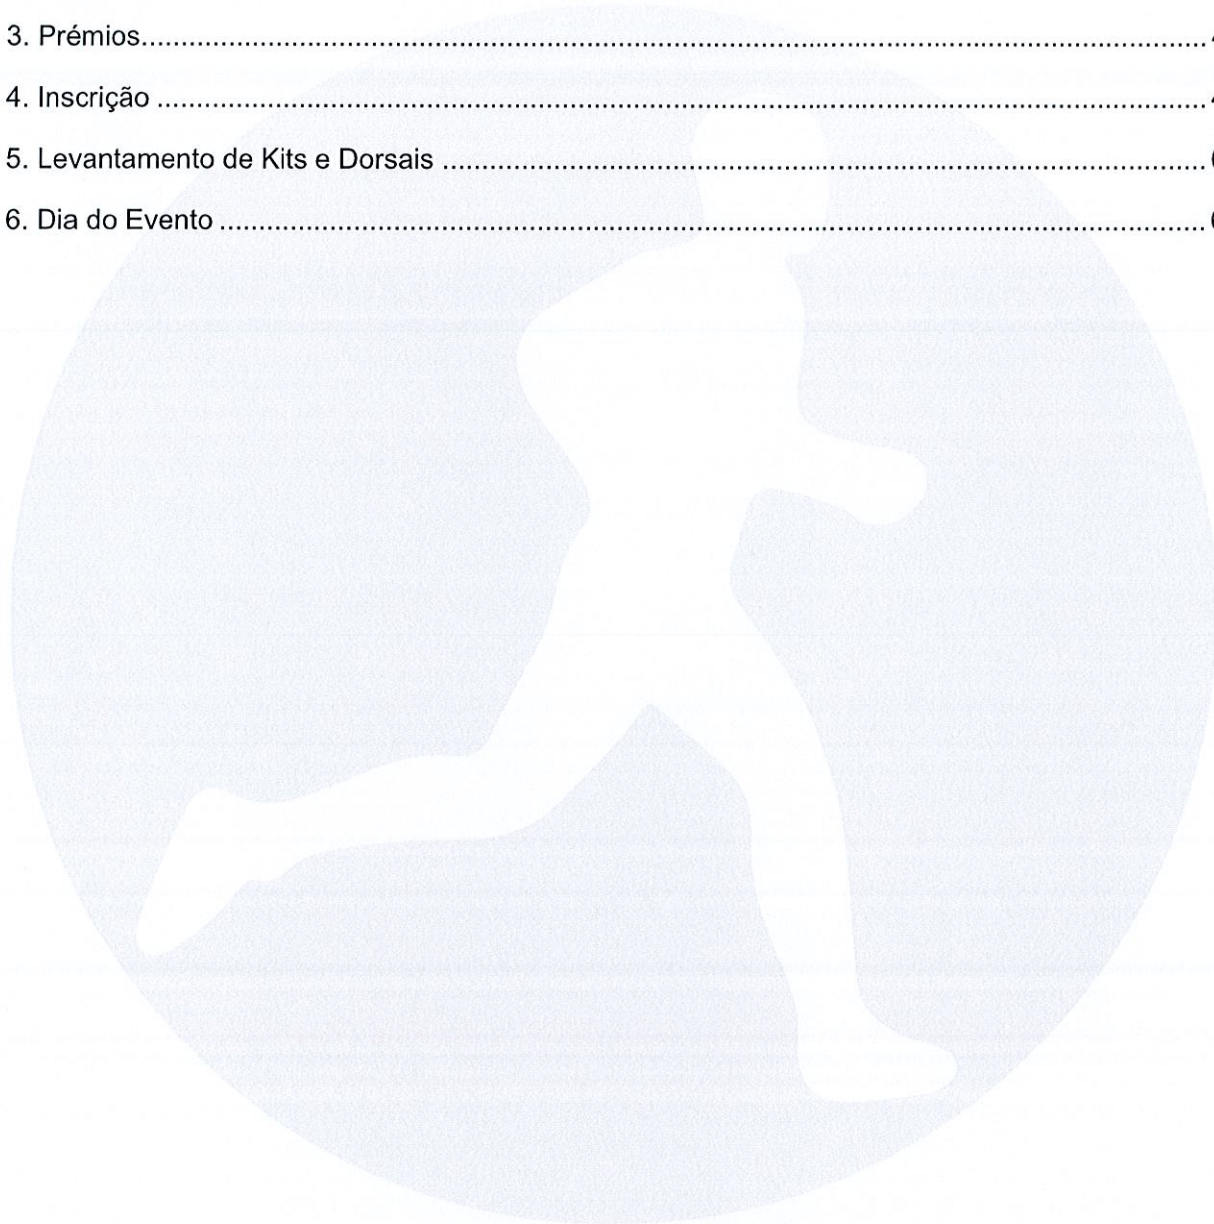 3. Prémios..........................................................................................................................................
4. Inscrição ........................................................................................................................................
5. Levantamento de Kits e Dorsais ...................................................................................................
6. Dia do Evento ................................................................................................................................